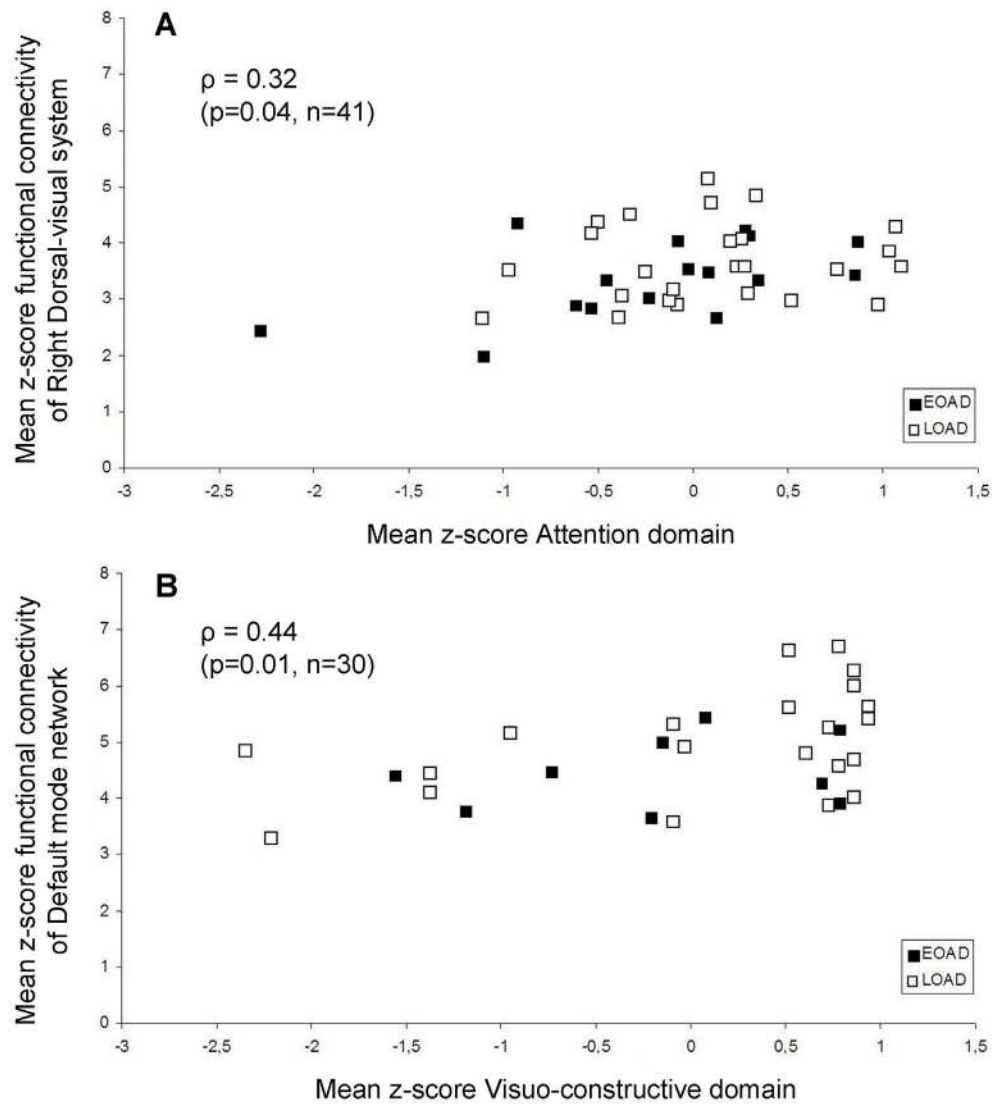 A
ρ = 0.32
(p=0.04, n=41)
Mean z-score functional connectivity
of Right Dorsal-visual system
8
7
6
5
4
3
2
1
0
-3
-2,5
-2
-1,5
-1
-0,5
0
0,5
1
1,5
EOAD
LOAD
Mean z-score Attention domain
B
ρ = 0.44
(p=0.01, n=30)
Mean z-score functional connectivity
of Default mode network
8
7
6
5
4
3
2
1
0
-3
-2,5
-2
-1,5
-1
-0,5
0
0,5
1
1,5
EOAD
LOAD
Mean z-score Visuo-constructive domain